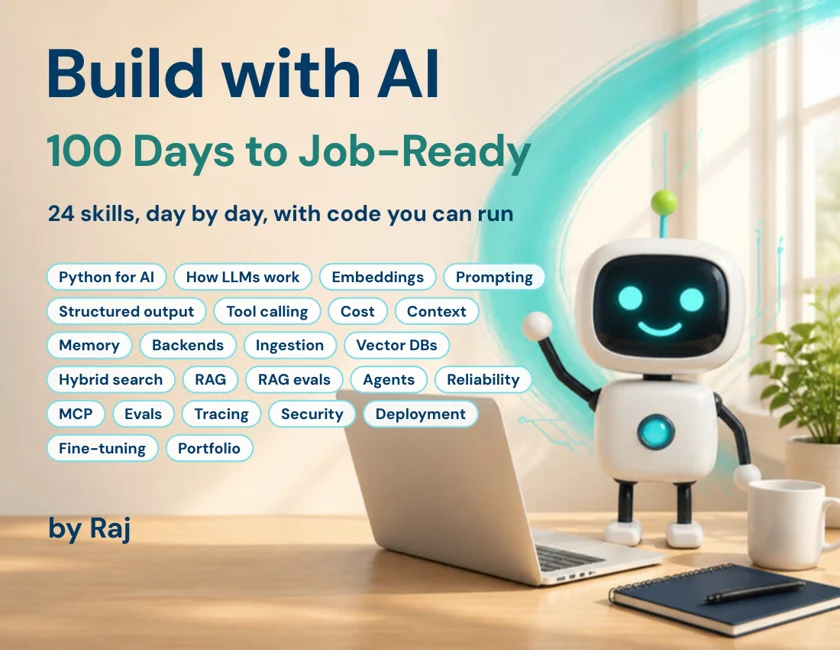 Build with AI
100 Days to Job-Ready
24 skills, day by day, with code you can run
Python for AI How LLMs work Embeddings Prompting
Structured output Tool calling Cost Context
Memory Backends Ingestion Vector DBs
Hybrid search RAG RAG evals Agents Reliability
MCP Evals Tracing Security Deployment
Fine-tuning Portfolio
by Raj